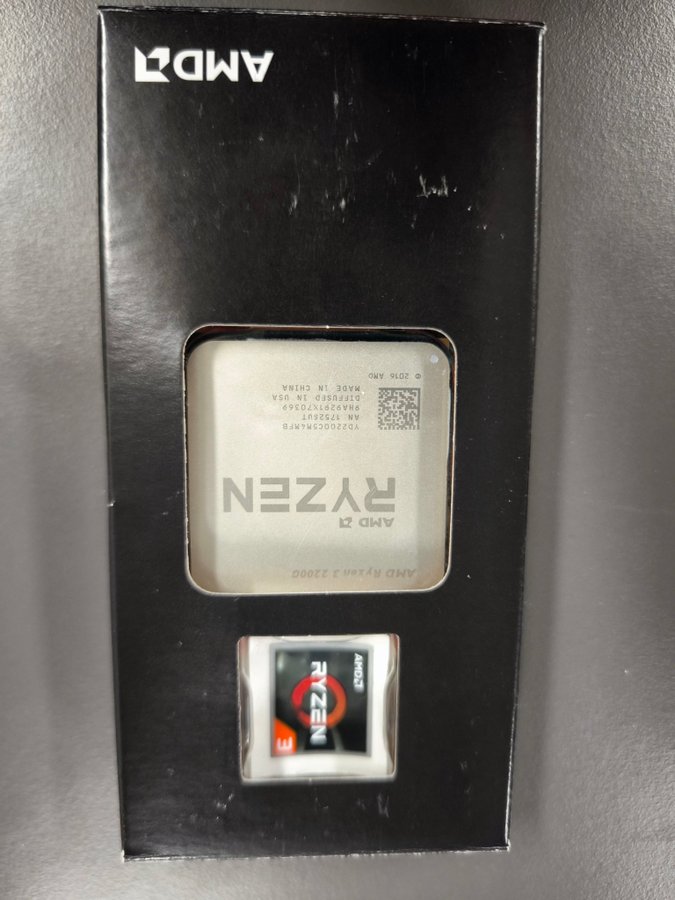 AMD
RYZEN
3
AMD Ryzen 3 2200G
AMD
RYZEN
YD2200C5M4MFB
AN 1752SUT
9HA9291X70369
DIFFUSED IN USA
MADE IN CHINA
© 2016 AMD
AMD